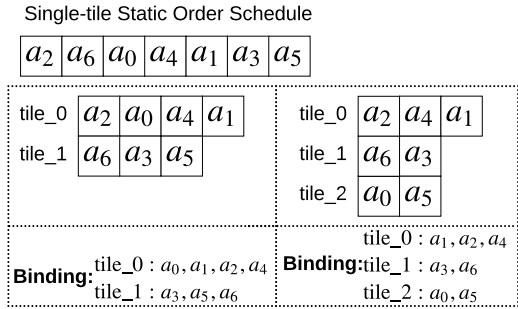 Single-tile Static Order Schedule
a2 a6 a0 a4 a1 a3 a5
tile_0 a2 a0 a4 a1
tile_1 a6 a3 a5
tile_0 a2 a4 a1
tile_1 a6 a3
tile_2 a0 a5
Binding:
tile_0 : a0, a1, a2, a4
tile_1 : a3, a5, a6
Binding:
tile_0 : a1, a2, a4
tile_1 : a3, a6
tile_2 : a0, a5